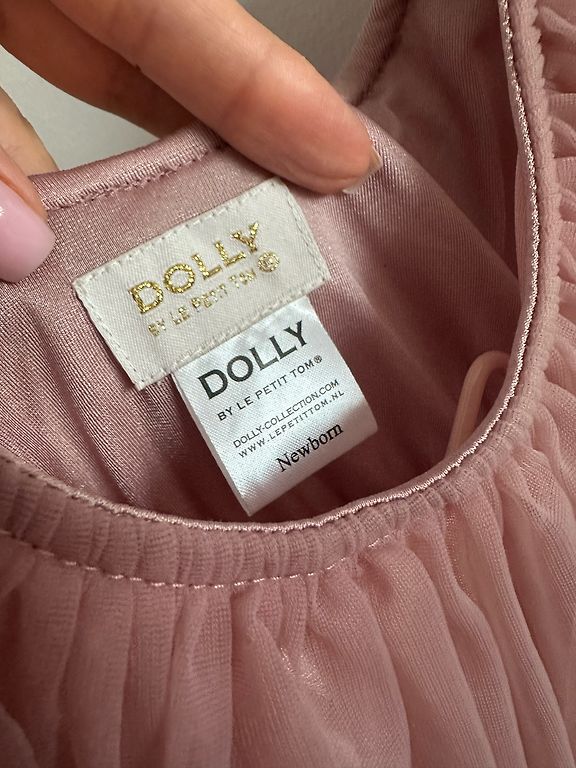 DOLLY
BY LE PETIT TOM
DOLLY
BY LE PETIT TOM®
DOLLY-COLLECTION.COM
WWW.LEPETITTOM.NL
Newborn